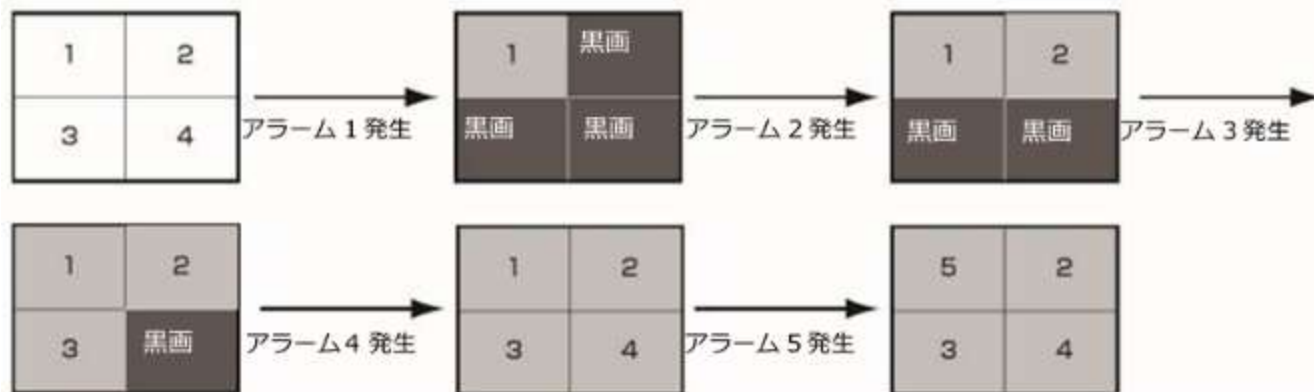 1 2 1 黒画 1 2
3 4 アラーム 1 発生 黒画 黒画 アラーム 2 発生 黒画 黒画 アラーム 3 発生
1 2 1 2 5 2
3 黒画 アラーム4 発生 3 4 アラーム 5 発生 3 4